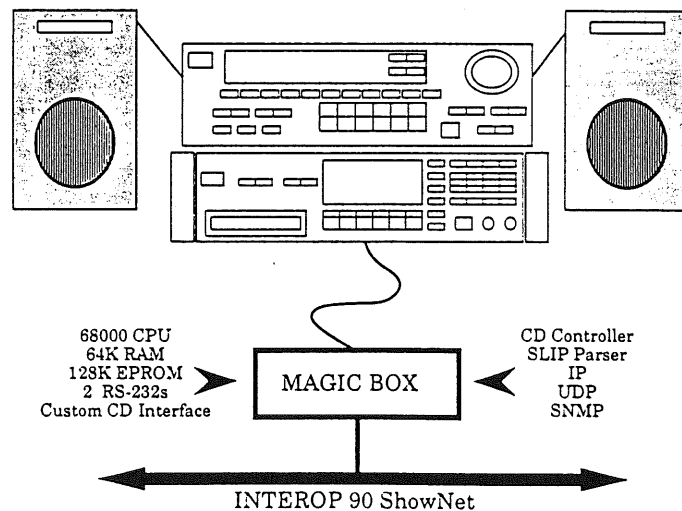 68000 CPU
64K RAM
128K EPROM
2 RS-232s
Custom CD Interface
MAGIC BOX
CD Controller
SLIP Parser
IP
UDP
SNMP
INTEROP 90 ShowNet